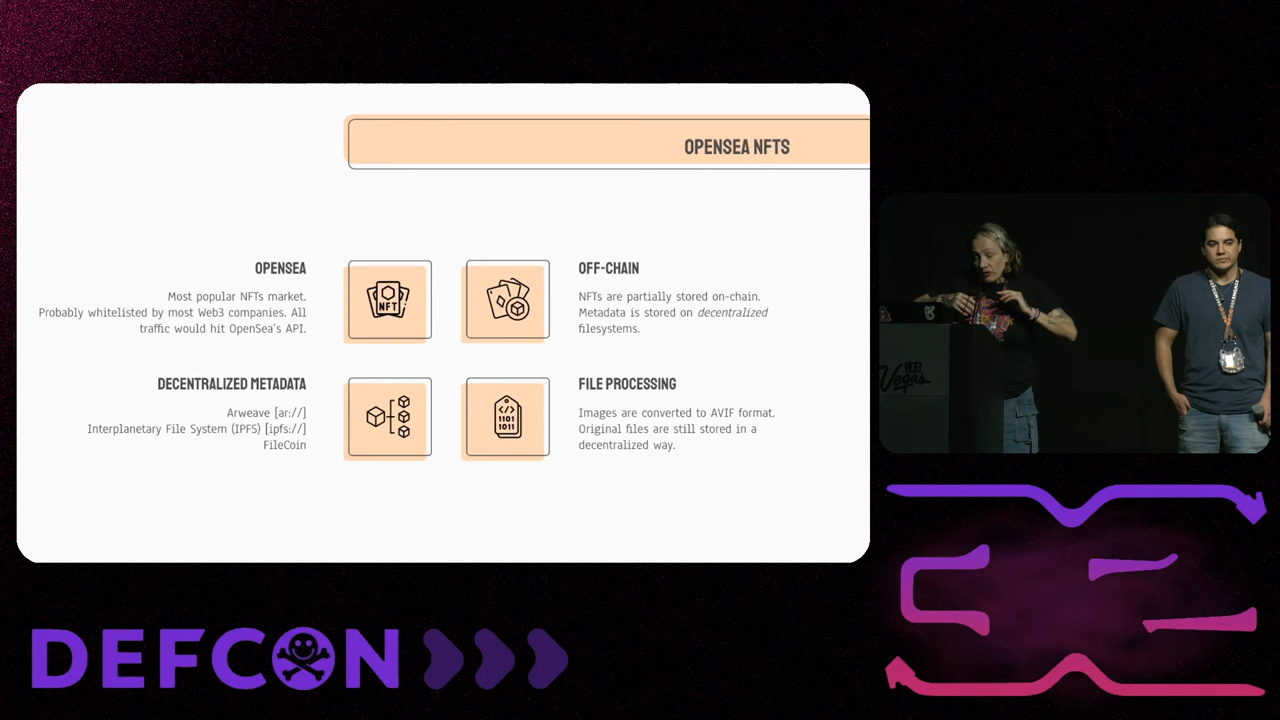 OPENSEA NFTS
OPENSEA
Most popular NFTs market.
Probably whitelisted by most Web3 companies. All
traffic would hit OpenSea's API.
NFT
OFF-CHAIN
NFTs are partially stored on-chain.
Metadata is stored on decentralized
filesystems.
DECENTRALIZED METADATA
Arweave [ar://]
Interplanetary File System (IPFS) [ipfs://]
FileCoin
</>
1101
1011
FILE PROCESSING
Images are converted to AVIF format.
Original files are still stored in a
decentralized way.
Vegas
DEFCON